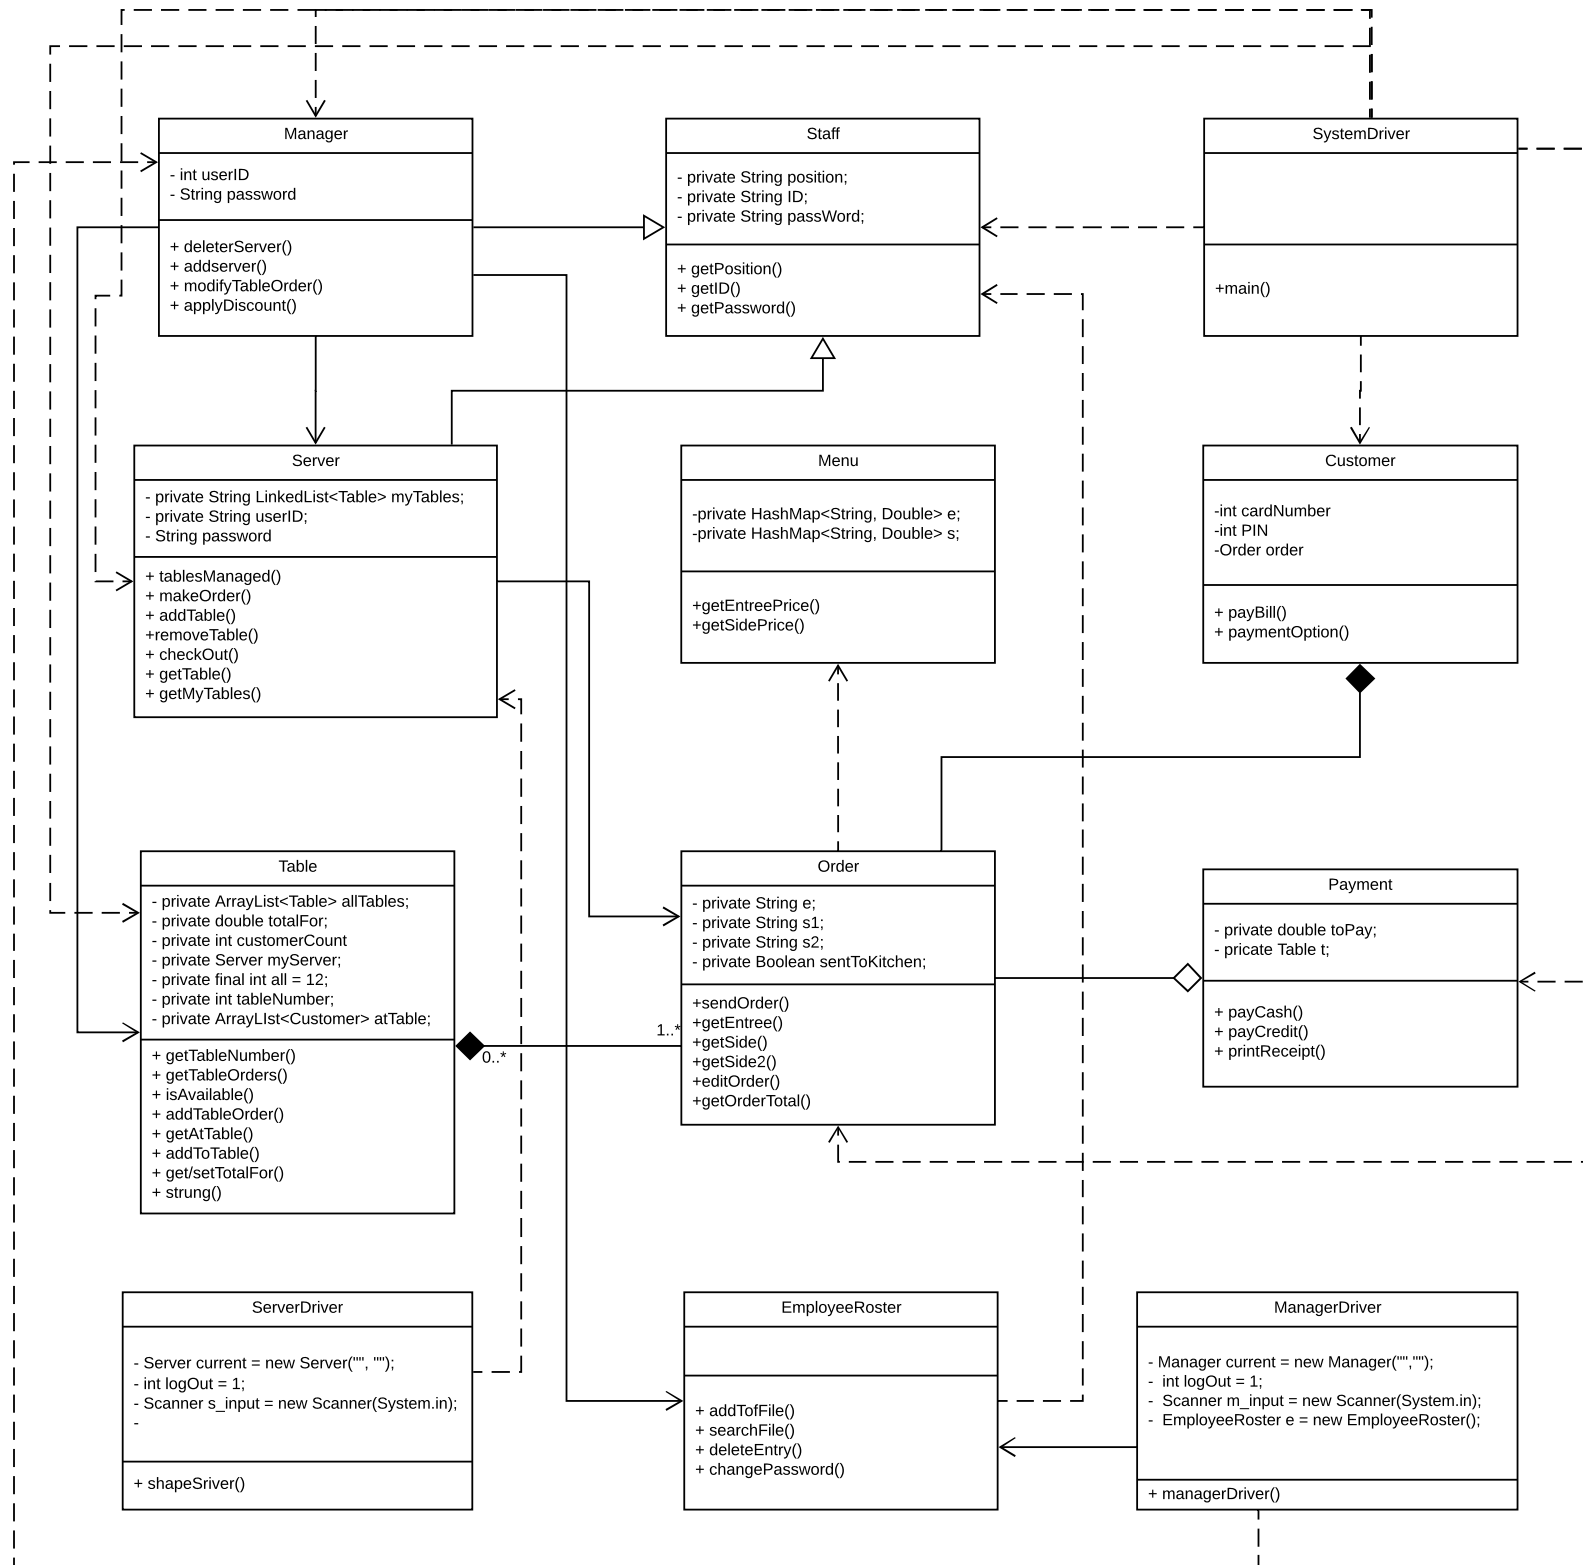 Manager
- int userID
- String password
+ deleterServer()
+ addserver()
+ modifyTableOrder()
+ applyDiscount()
Staff
- private String position;
- private String ID;
- private String passWord;
+ getPosition()
+ getID()
+ getPassword()
SystemDriver
+main()
Server
- private String LinkedList<Table> myTables;
- private String userID;
- String password
+ tablesManaged()
+ makeOrder()
+ addTable()
+removeTable()
+ checkOut()
+ getTable()
+ getMyTables()
Menu
-private HashMap<String, Double> e;
-private HashMap<String, Double> s;
+getEntreePrice()
+getSidePrice()
Customer
-int cardNumber
-int PIN
-Order order
+ payBill()
+ paymentOption()
Table
- private ArrayList<Table> allTables;
- private double totalFor;
- private int customerCount
- private Server myServer;
- private final int all = 12;
- private int tableNumber;
- private ArrayLIst<Customer> atTable;
+ getTableNumber()
+ getTableOrders()
+ isAvailable()
+ addTableOrder()
+ getAtTable()
+ addToTable()
+ get/setTotalFor()
+ strung()
0..*
1..*
Order
- private String e;
- private String s1;
- private String s2;
- private Boolean sentToKitchen;
+sendOrder()
+getEntree()
+getSide()
+getSide2()
+editOrder()
+getOrderTotal()
Payment
- private double toPay;
- pricate Table t;
+ payCash()
+ payCredit()
+ printReceipt()
ServerDriver
- Server current = new Server("", "");
- int logOut = 1;
- Scanner s_input = new Scanner(System.in);
-
+ shapeSriver()
EmployeeRoster
+ addTofFile()
+ searchFile()
+ deleteEntry()
+ changePassword()
ManagerDriver
- Manager current = new Manager("","");
-  int logOut = 1;
-  Scanner m_input = new Scanner(System.in);
-  EmployeeRoster e = new EmployeeRoster();
+ managerDriver()